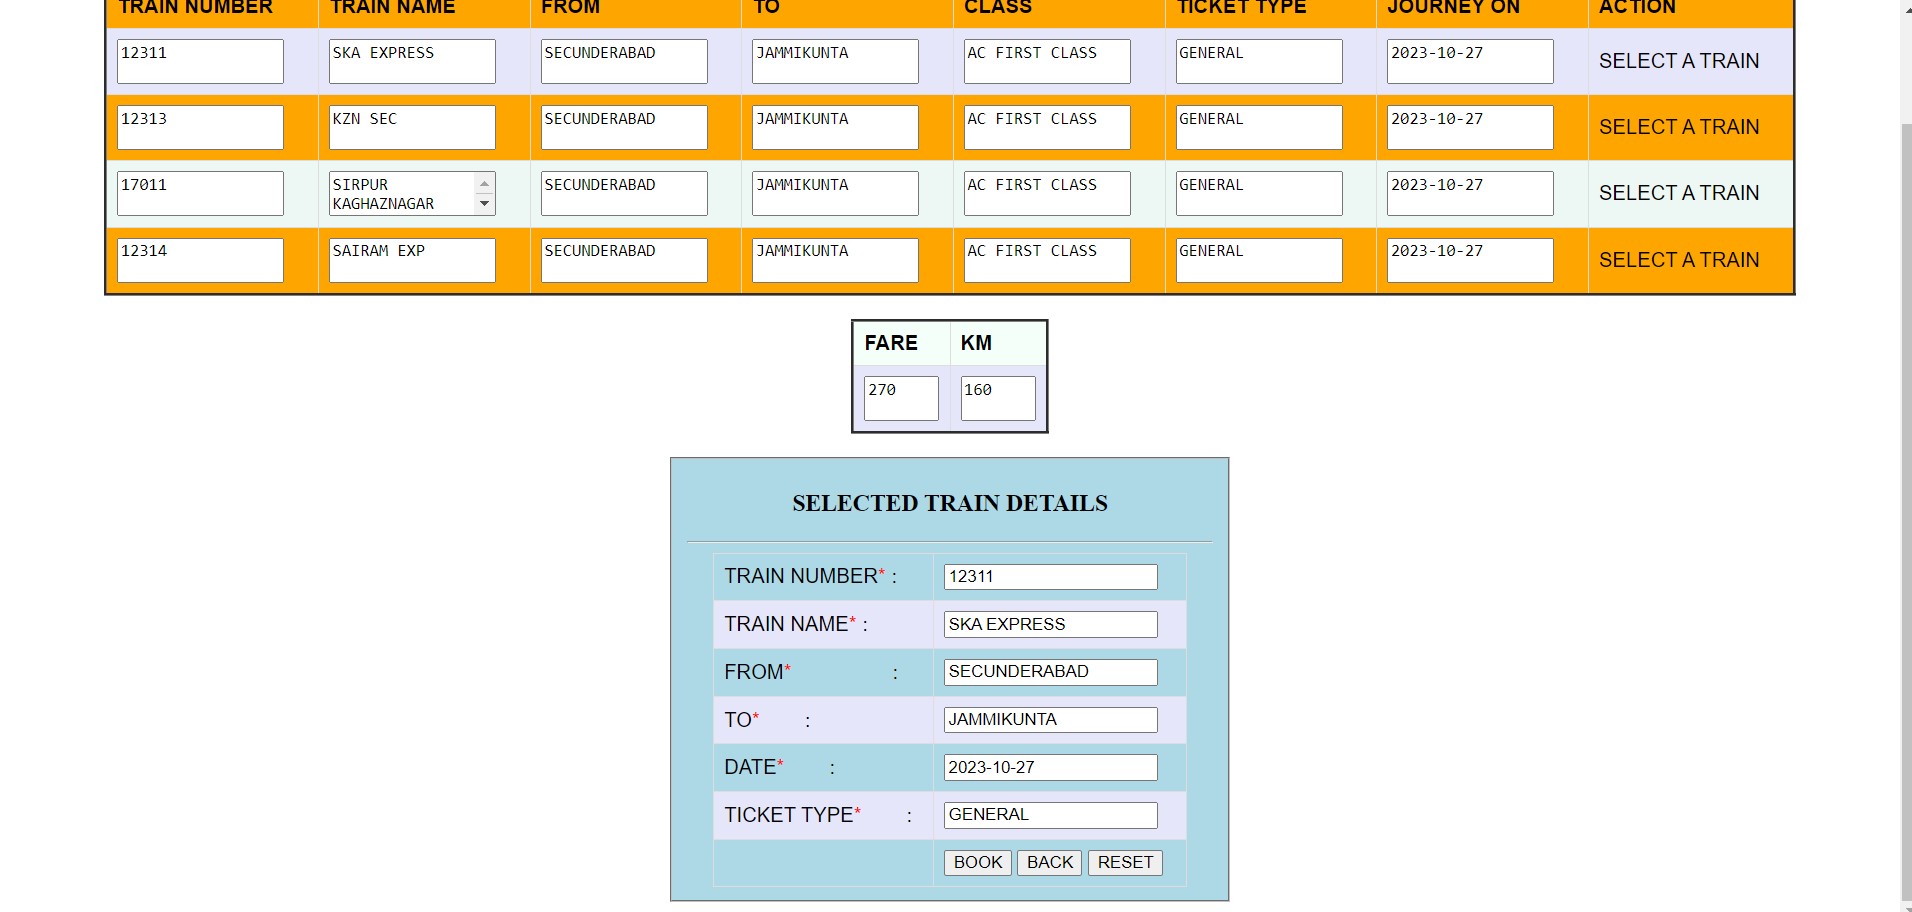 TRAIN NUMBER TRAIN NAME FROM TO CLASS TICKET TYPE JOURNEY ON ACTION
12311 SKA EXPRESS SECUNDERABAD JAMMIKUNTA AC FIRST CLASS GENERAL 2023-10-27 SELECT A TRAIN
12313 KZN SEC SECUNDERABAD JAMMIKUNTA AC FIRST CLASS GENERAL 2023-10-27 SELECT A TRAIN
17011 SIRPUR SECUNDERABAD JAMMIKUNTA AC FIRST CLASS GENERAL 2023-10-27 SELECT A TRAIN
KAGHAZNAGAR
12314 SAIRAM EXP SECUNDERABAD JAMMIKUNTA AC FIRST CLASS GENERAL 2023-10-27 SELECT A TRAIN
FARE KM
270 160
SELECTED TRAIN DETAILS
TRAIN NUMBER* : 12311
TRAIN NAME* : SKA EXPRESS
FROM* : SECUNDERABAD
TO* : JAMMIKUNTA
DATE* : 2023-10-27
TICKET TYPE* : GENERAL
BOOK BACK RESET